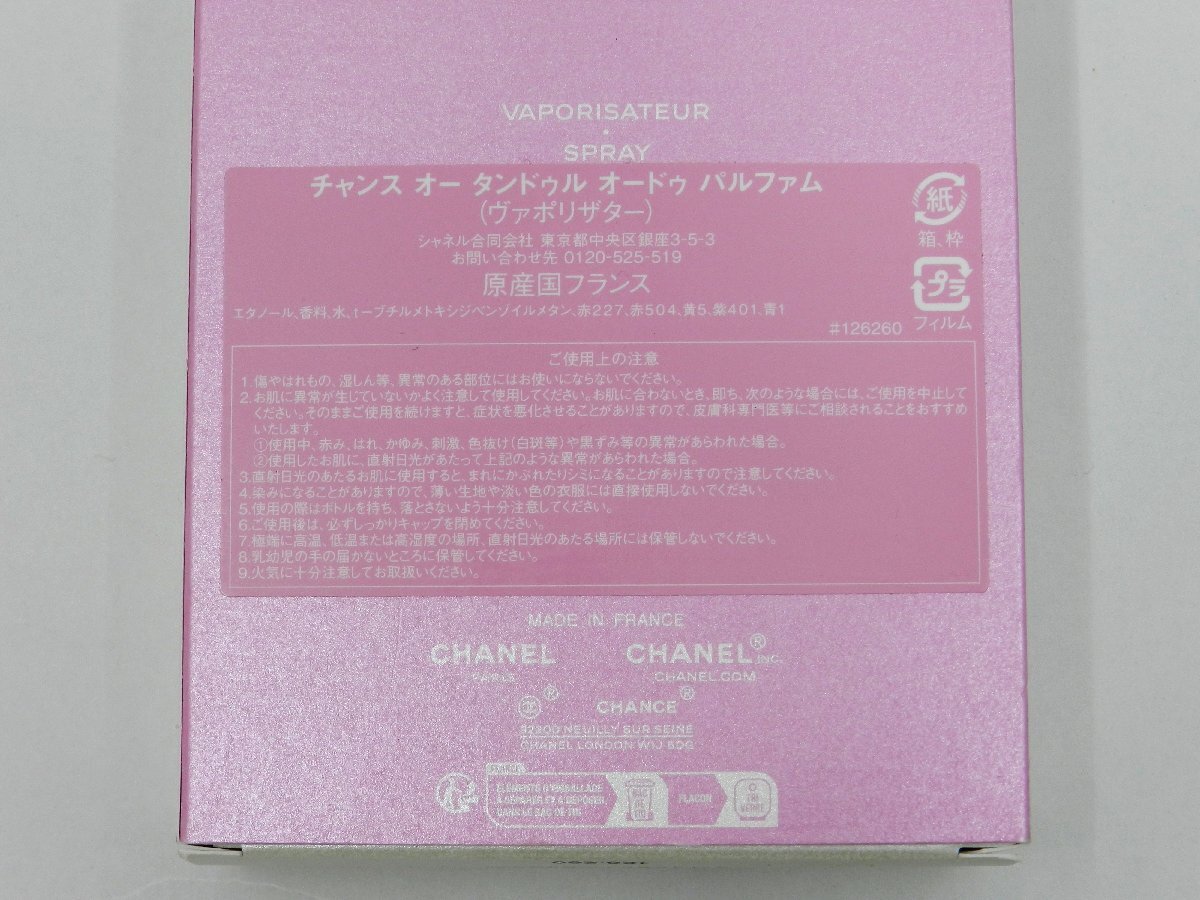 VAPORISATEUR
SPRAY
チャンス オー タンドゥル オードゥ パルファム
(ヴァポリザター)
シャネル合同会社 東京都中央区銀座3-5-3
お問い合わせ先 0120-525-519
原産国フランス
エタノール、香料、水、t-ブチルメトキシジベンゾイルメタン、赤227、赤504、黄5、紫401、青1
紙
箱、枠
プラ
フィルム
#126260
ご使用上の注意
1.傷やはれもの、湿しん等、異常のある部位にはお使いにならないでください。
2.お肌に異常が生じていないかよく注意して使用してください。お肌に合わないとき、即ち、次のような場合には、ご使用を中止して
ください。そのままご使用を続けますと、症状を悪化させることがありますので、皮膚科専門医等にご相談されることをおすすめ
いたします。
①使用中、赤み、はれ、かゆみ、刺激、色抜け(白斑等)や黒ずみ等の異常があらわれた場合。
②使用したお肌に、直射日光があたって上記のような異常があらわれた場合。
3.直射日光のあたるお肌に使用すると、まれにかぶれたりシミになることがありますので注意してください。
4.染みになることがありますので、薄い生地や淡い色の衣服には直接使用しないでください。
5.使用の際はボトルを持ち、落とさないよう十分注意してください。
6.ご使用後は、必ずしっかりキャップを閉めてください。
7.極端に高温、低温または高湿度の場所、直射日光のあたる場所には保管しないでください。
8.乳幼児の手の届かないところに保管してください。
9.火気に十分注意してお取扱いください。
MADE IN FRANCE
CHANEL CHANEL® INC.
PARIS CHANEL.COM
® CHANCE®
92200 NEUILLY SUR SEINE
CHANEL LONDON W1J 6DG
FRANCE
ÉLÉMENTS D'EMBALLAGE
À SÉPARER ET À DÉPOSER
DANS LE BAC DE TRI
BAC DE TRI
FLACON